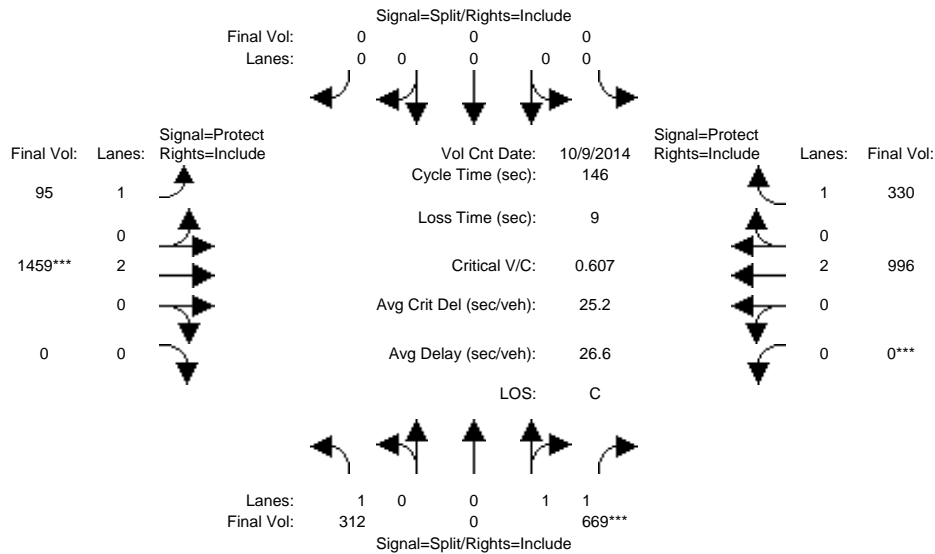 Signal=Split/Rights=Include
Final Vol: 0 0 0
Lanes: 0 0 0 0 0
Signal=Protect
Final Vol: Lanes: Rights=Include
Vol Cnt Date: 10/9/2014
Signal=Protect
Rights=Include Lanes: Final Vol:
Cycle Time (sec): 146
95 1
1 330
Loss Time (sec): 9
0
0
1459*** 2
Critical V/C: 0.607
2 996
0
Avg Crit Del (sec/veh): 25.2
0
0 0
Avg Delay (sec/veh): 26.6
0 0***
LOS: C
Lanes: 1 0 0 1 1
Final Vol: 312 0 669***
Signal=Split/Rights=Include